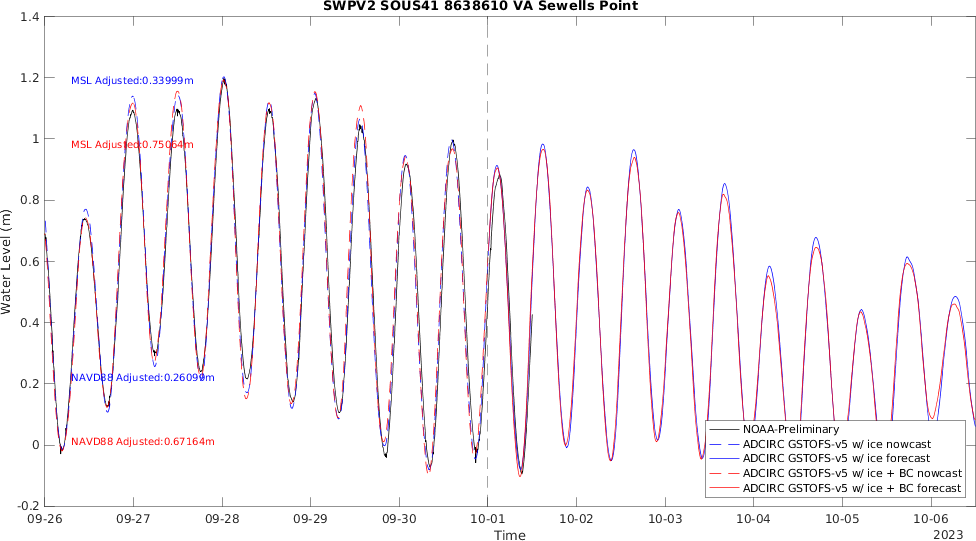 SWPV2 SOUS41 8638610 VA Sewells Point
1.4
1.2
1
0.8
0.6
0.4
0.2
0
-0.2
Water Level (m)
MSL Adjusted:0.33999m
MSL Adjusted:0.75064m
NAVD88 Adjusted:0.26099m
NAVD88 Adjusted:0.67164m
NOAA-Preliminary
ADCIRC GSTOFS-v5 w/ ice nowcast
ADCIRC GSTOFS-v5 w/ ice forecast
ADCIRC GSTOFS-v5 w/ ice + BC nowcast
ADCIRC GSTOFS-v5 w/ ice + BC forecast
09-26 09-27 09-28 09-29 09-30 10-01 10-02 10-03 10-04 10-05 10-06
Time
2023